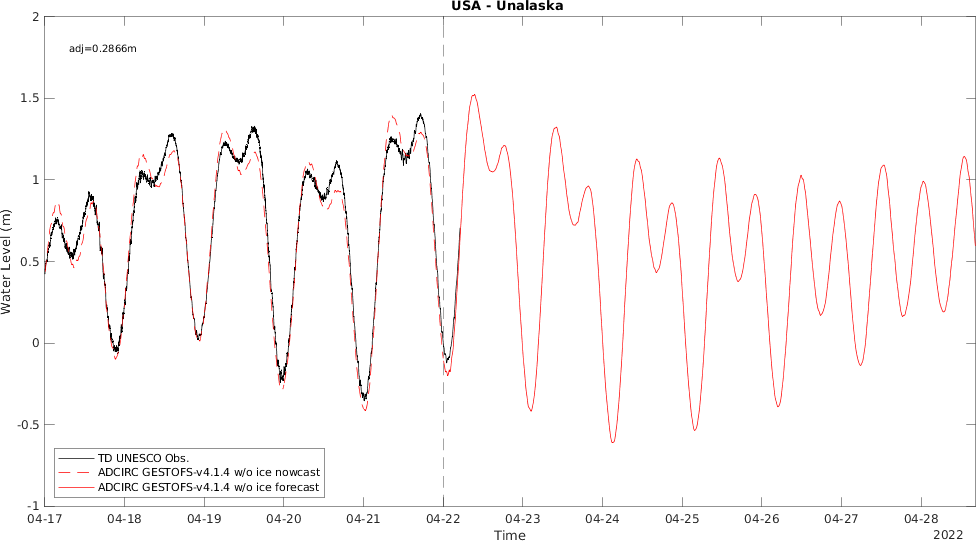 USA - Unalaska
adj=0.2866m
2
1.5
1
0.5
0
-0.5
-1
Water Level (m)
TD UNESCO Obs.
ADCIRC GESTOFS-v4.1.4 w/o ice nowcast
ADCIRC GESTOFS-v4.1.4 w/o ice forecast
04-17 04-18 04-19 04-20 04-21 04-22 04-23 04-24 04-25 04-26 04-27 04-28
Time
2022